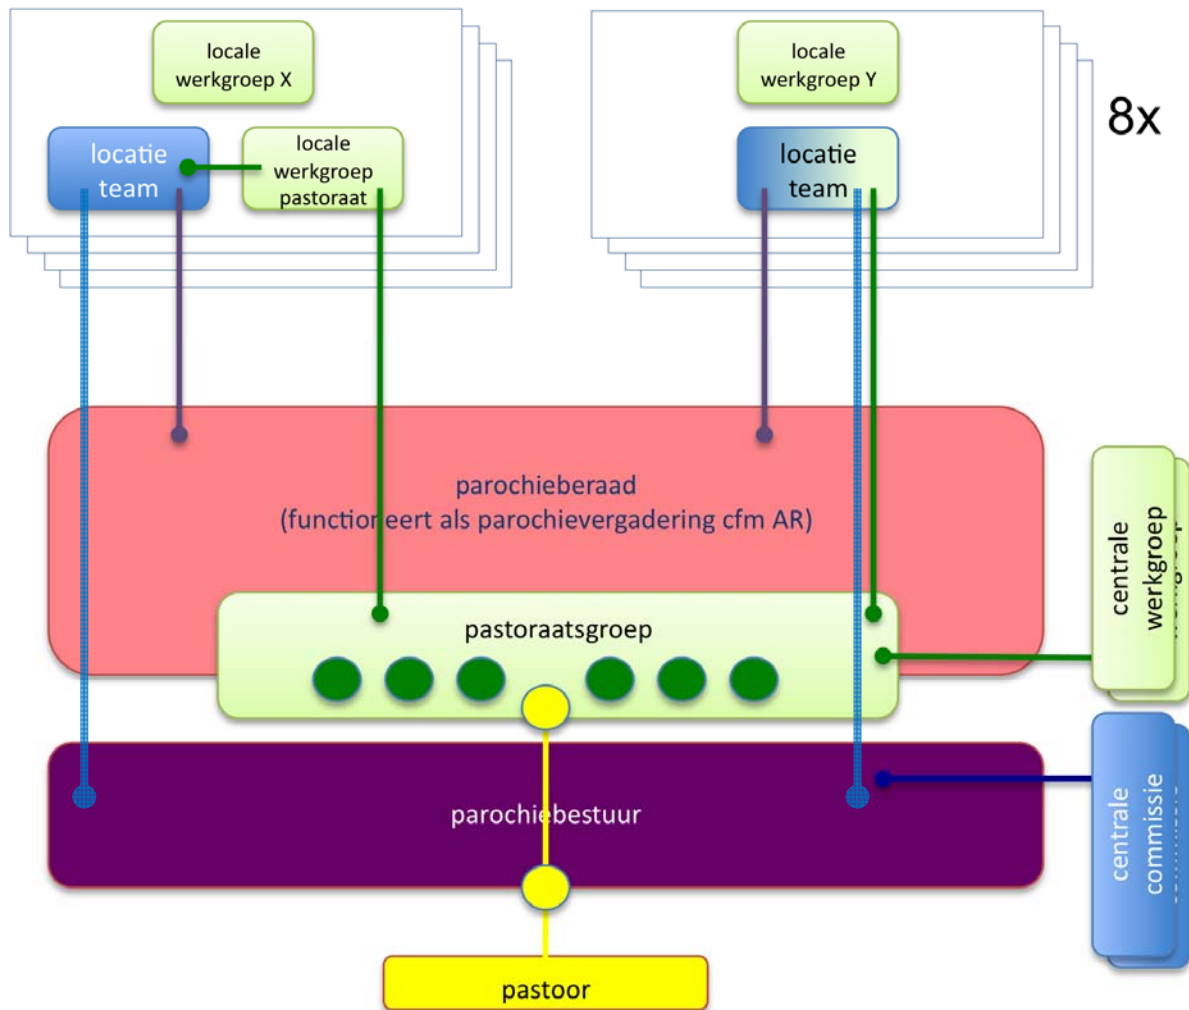 locale
werkgroep X
locatie
team
locale
werkgroep
pastoraat
locale
werkgroep Y
locatie
team
8x
parochieberaad
(functioneert als parochievergadering cfm AR)
pastoraatsgroep
centrale
werkgroep
parochiebestuur
centrale
commissie
pastoor